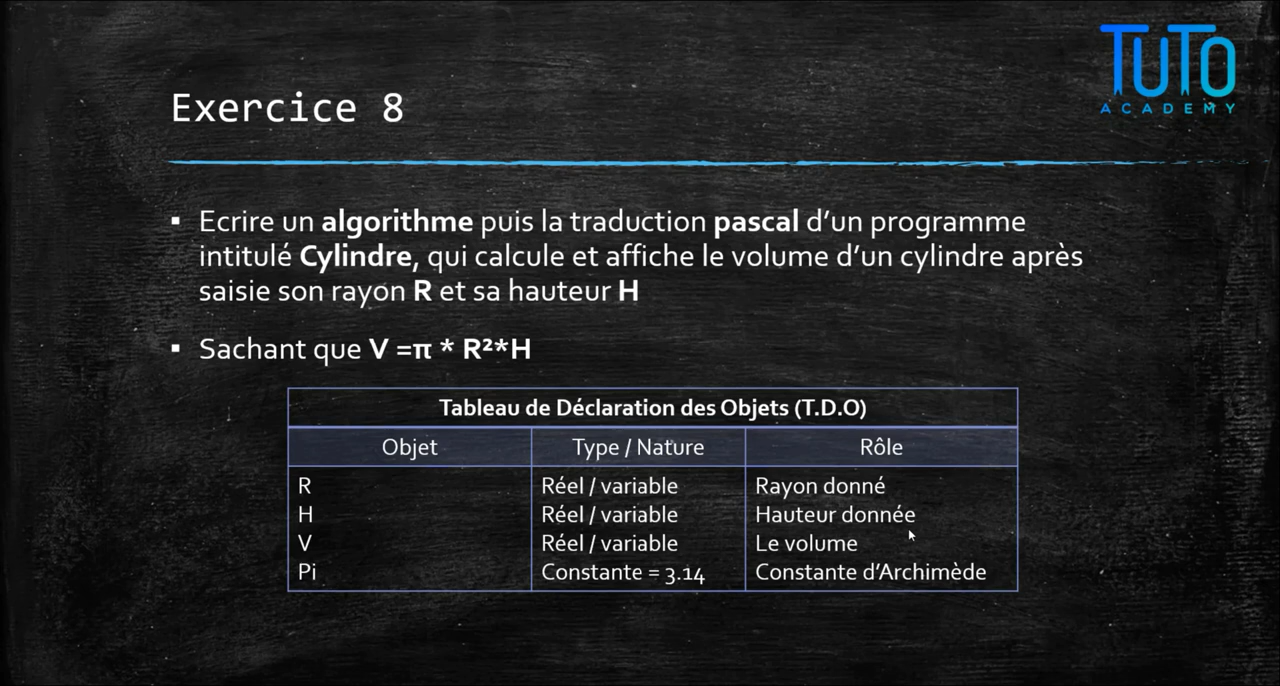 TUTO
ACADEMY
Exercice 8
▪ Ecrire un algorithme puis la traduction pascal d’un programme
intitulé Cylindre, qui calcule et affiche le volume d’un cylindre après
saisie son rayon R et sa hauteur H
▪ Sachant que V =π * R²*H
Tableau de Déclaration des Objets (T.D.O)
Objet Type / Nature Rôle
R Réel / variable Rayon donné
H Réel / variable Hauteur donnée
V Réel / variable Le volume
Pi Constante = 3.14 Constante d’Archimède